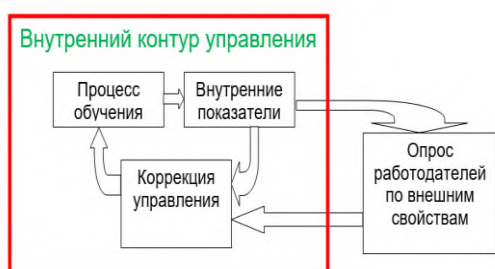 Внутренний контур управления
Процесс
обучения
Внутренние
показатели
Коррекция
управления
Опрос
работодателей
по внешним
свойствам